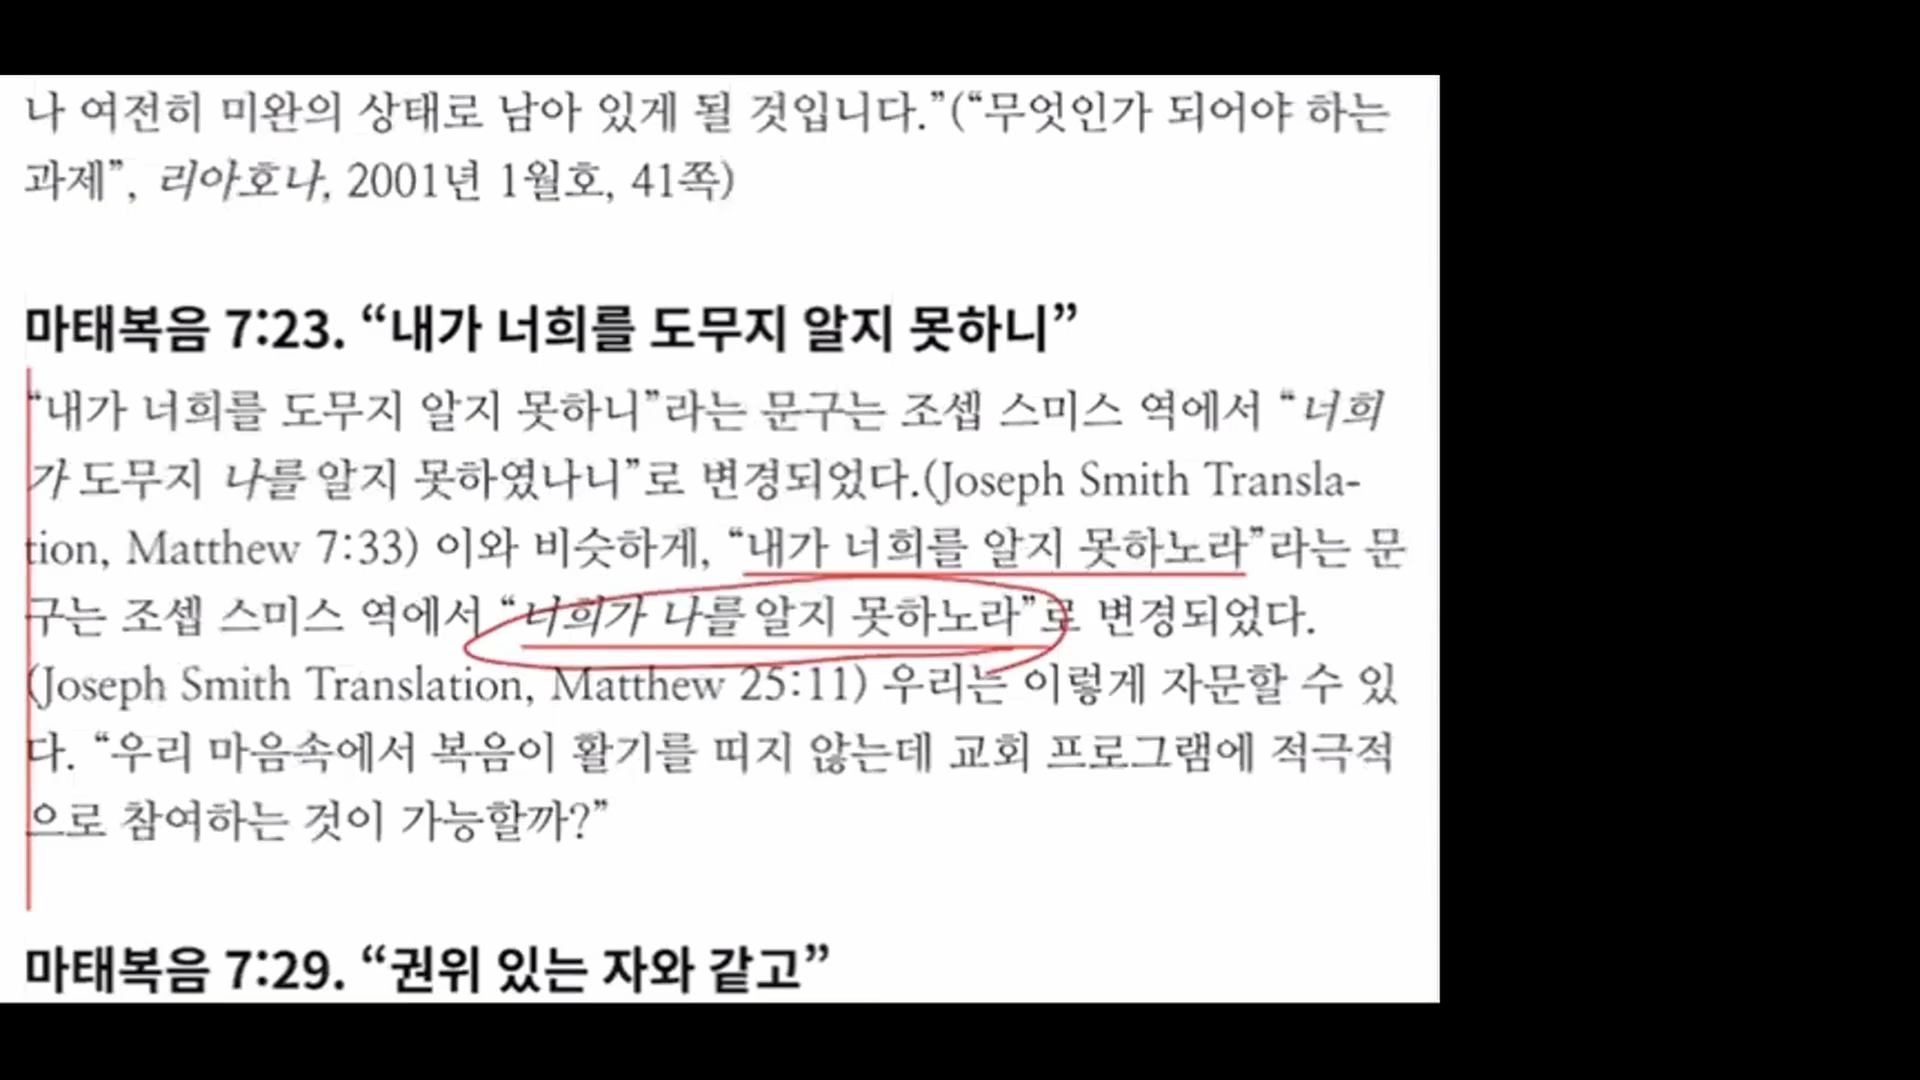 나 여전히 미완의 상태로 남아 있게 될 것입니다.”(“무엇인가 되어야 하는
과제”, 리아호나, 2001년 1월호, 41쪽)
마태복음 7:23. “내가 너희를 도무지 알지 못하니”
“내가 너희를 도무지 알지 못하니”라는 문구는 조셉 스미스 역에서 “너희
가 도무지 나를 알지 못하였나니”로 변경되었다.(Joseph Smith Transla-
tion, Matthew 7:33) 이와 비슷하게, “내가 너희를 알지 못하노라”라는 문
구는 조셉 스미스 역에서 “너희가 나를 알지 못하노라”로 변경되었다.
(Joseph Smith Translation, Matthew 25:11) 우리는 이렇게 자문할 수 있
다. “우리 마음속에서 복음이 활기를 띠지 않는데 교회 프로그램에 적극적
으로 참여하는 것이 가능할까?”
마태복음 7:29. “권위 있는 자와 같고”